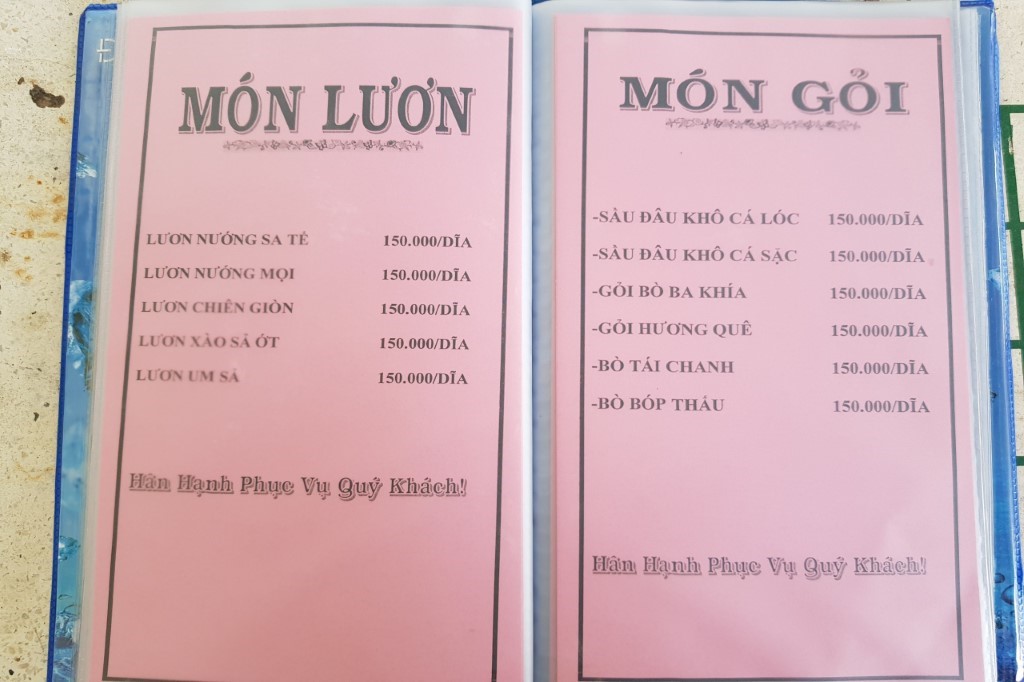 MÓN LƯƠN
LƯƠN NƯỚNG SA TẾ 150.000/DĨA
LƯƠN NƯỚNG MỌI 150.000/DĨA
LƯƠN CHIÊN GIÒN 150.000/DĨA
LƯƠN XÀO SẢ ỚT 150.000/DĨA
LƯƠN UM SẢ 150.000/DĨA
Hân Hạnh Phục Vụ Quý Khách!
MÓN GỎI
-SẦU ĐÂU KHÔ CÁ LÓC 150.000/DĨA
-SẦU ĐÂU KHÔ CÁ SẶC 150.000/DĨA
-GỎI BÒ BA KHÍA 150.000/DĨA
-GỎI HƯƠNG QUÊ 150.000/DĨA
-BÒ TÁI CHANH 150.000/DĨA
-BÒ BÓP THẤU 150.000/DĨA
Hân Hạnh Phục Vụ Quý Khách!